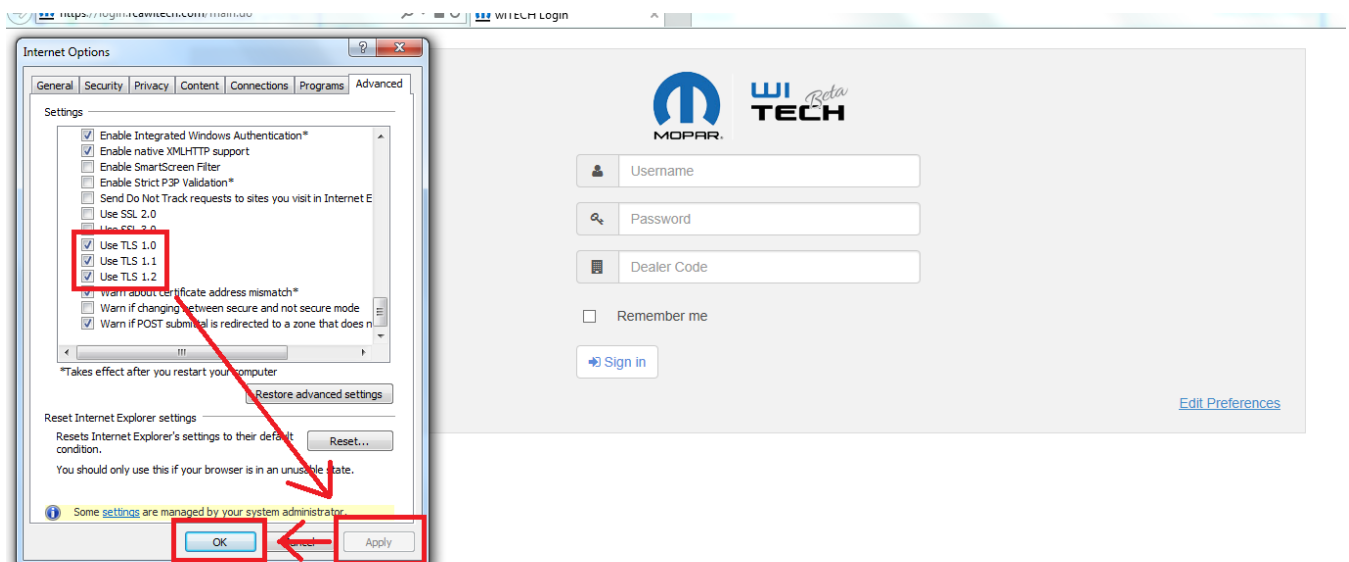 https://login.fcawitech.com/main.do
wiTECH Login
Internet Options
General Security Privacy Content Connections Programs Advanced
Settings
Enable Integrated Windows Authentication*
Enable native XMLHTTP support
Enable SmartScreen Filter
Enable Strict P3P Validation*
Send Do Not Track requests to sites you visit in Internet E
Use SSL 2.0
Use SSL 3.0
Use TLS 1.0
Use TLS 1.1
Use TLS 1.2
Warn about certificate address mismatch*
Warn if changing between secure and not secure mode
Warn if POST submittal is redirected to a zone that does n
*Takes effect after you restart your computer
Restore advanced settings
Reset Internet Explorer settings
Resets Internet Explorer's settings to their default
condition.
Reset...
You should only use this if your browser is in an unusable state.
Some settings are managed by your system administrator.
OK
Cancel
Apply
MOPAR.
WI Beta
TECH
Username
Password
Dealer Code
Remember me
Sign in
Edit Preferences